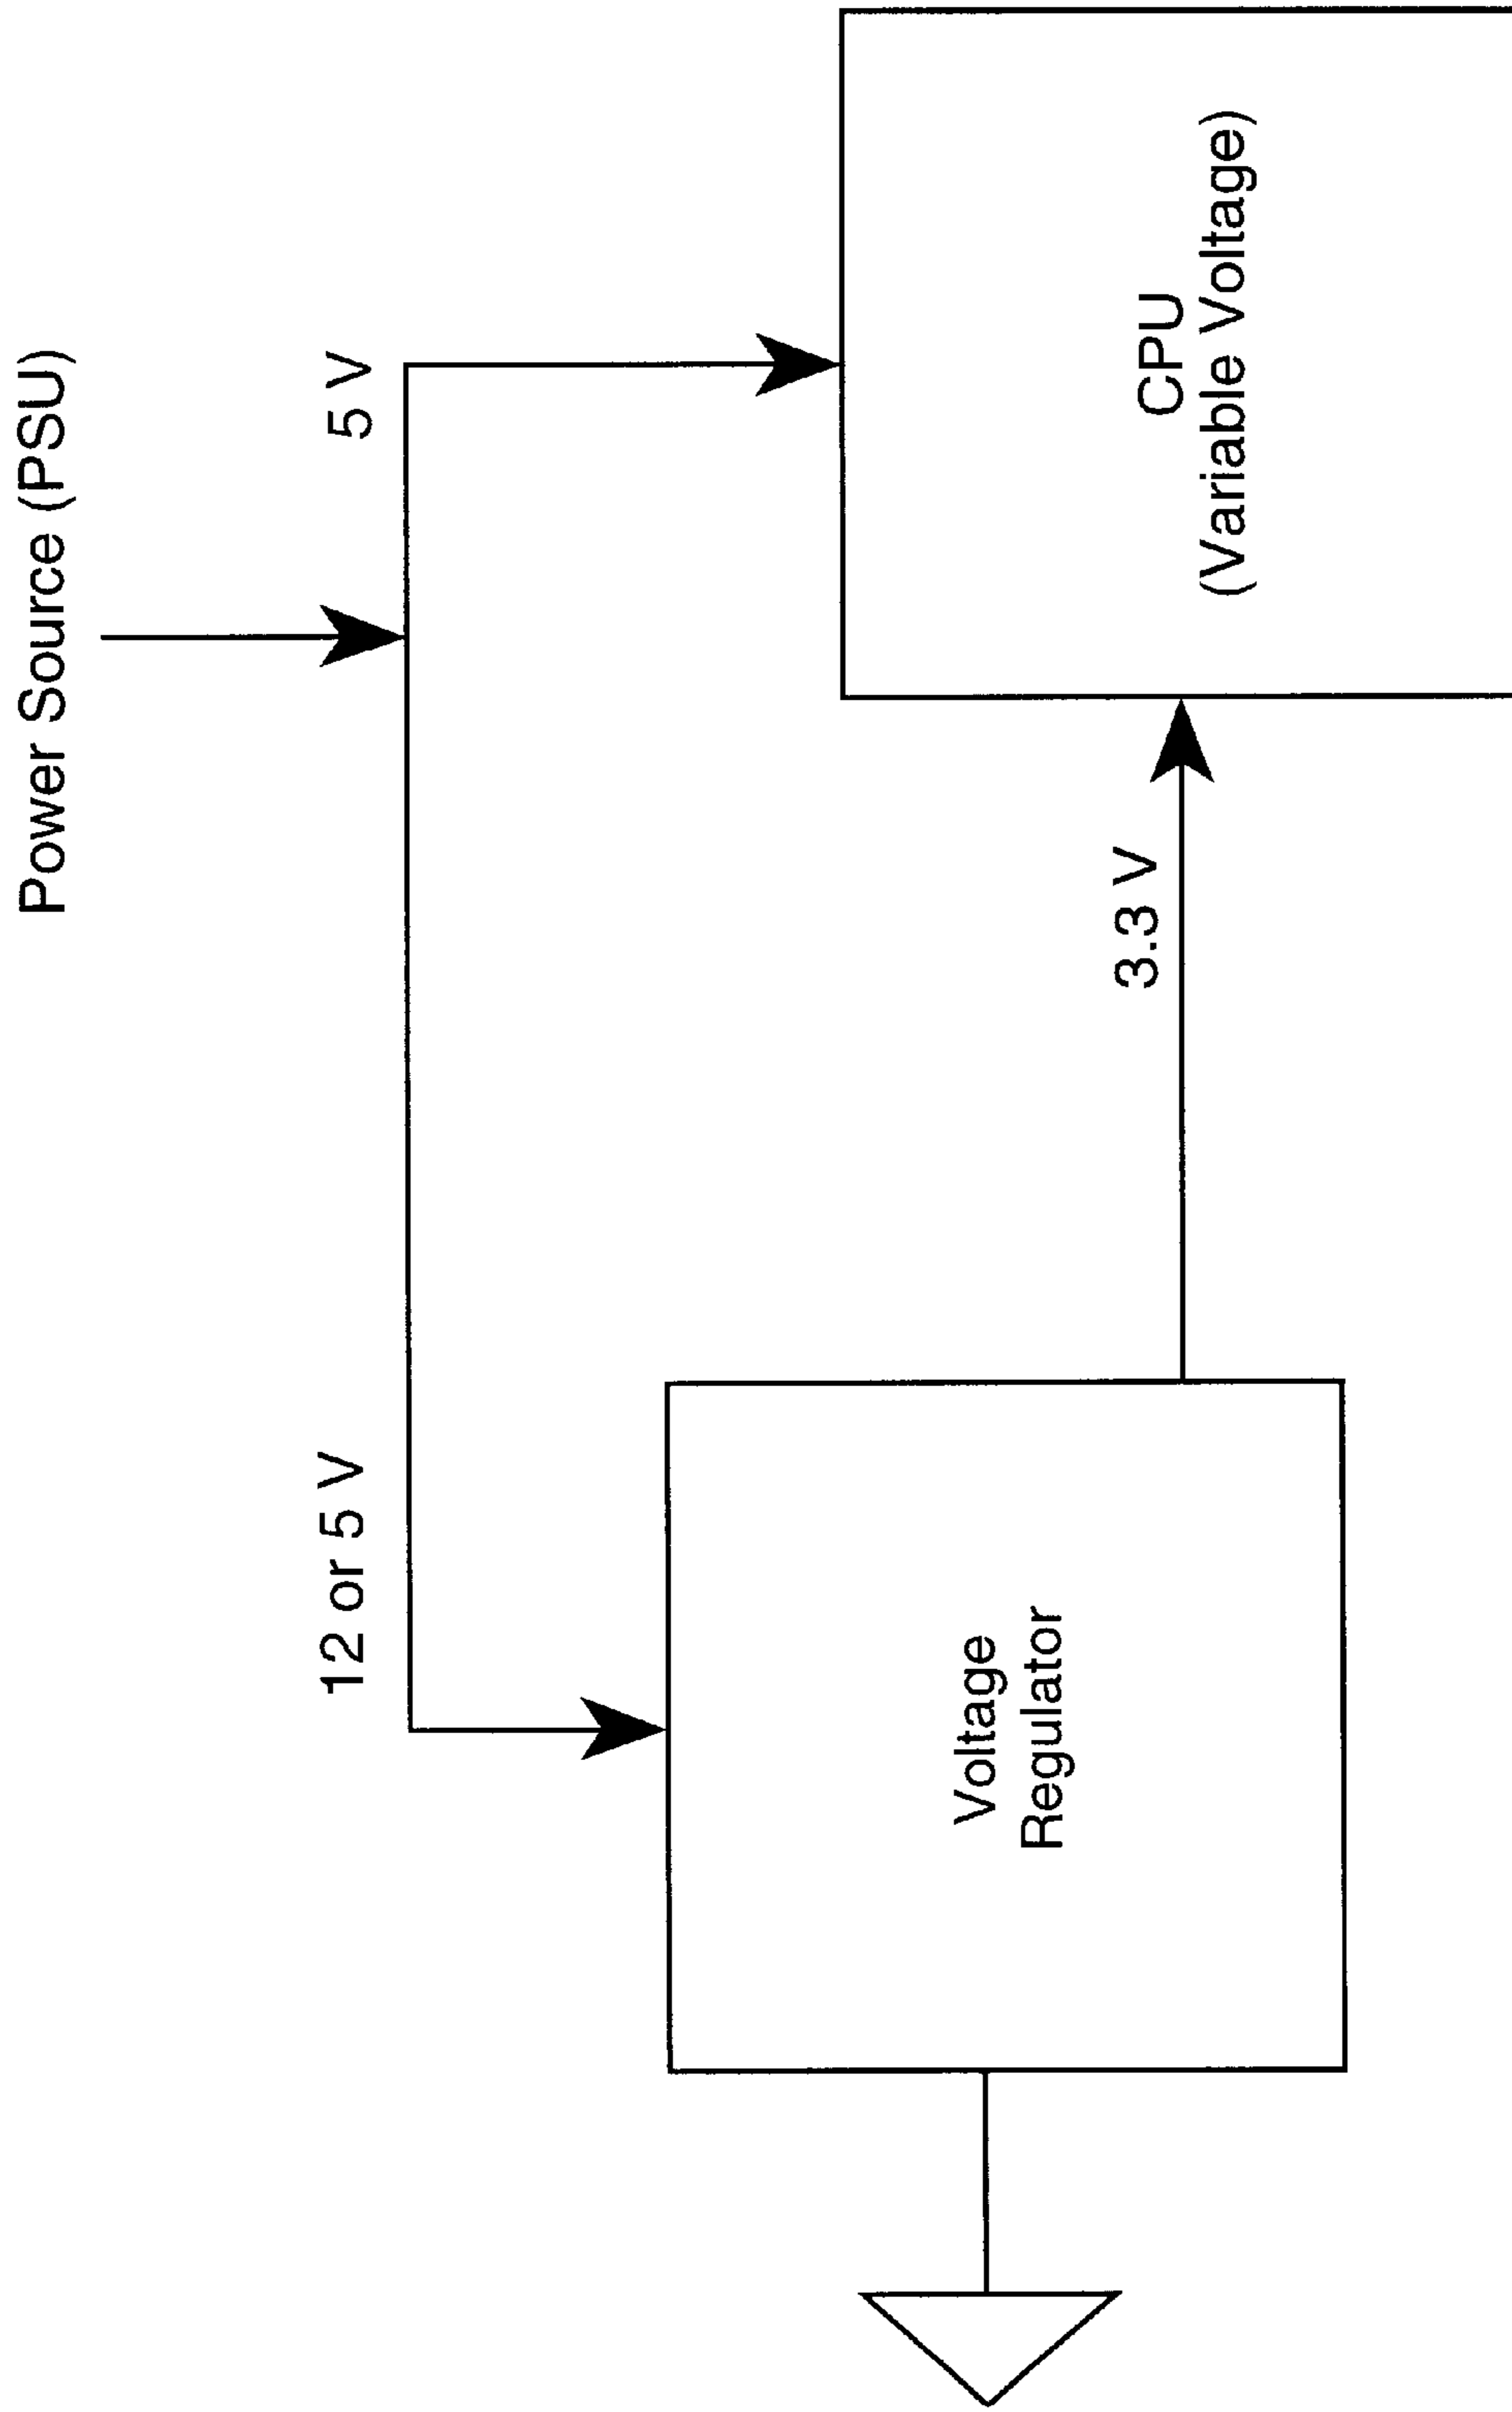 Power Source (PSU)
12 or 5 V
5 V
3.3 V
Voltage
Regulator
CPU
(Variable Voltage)